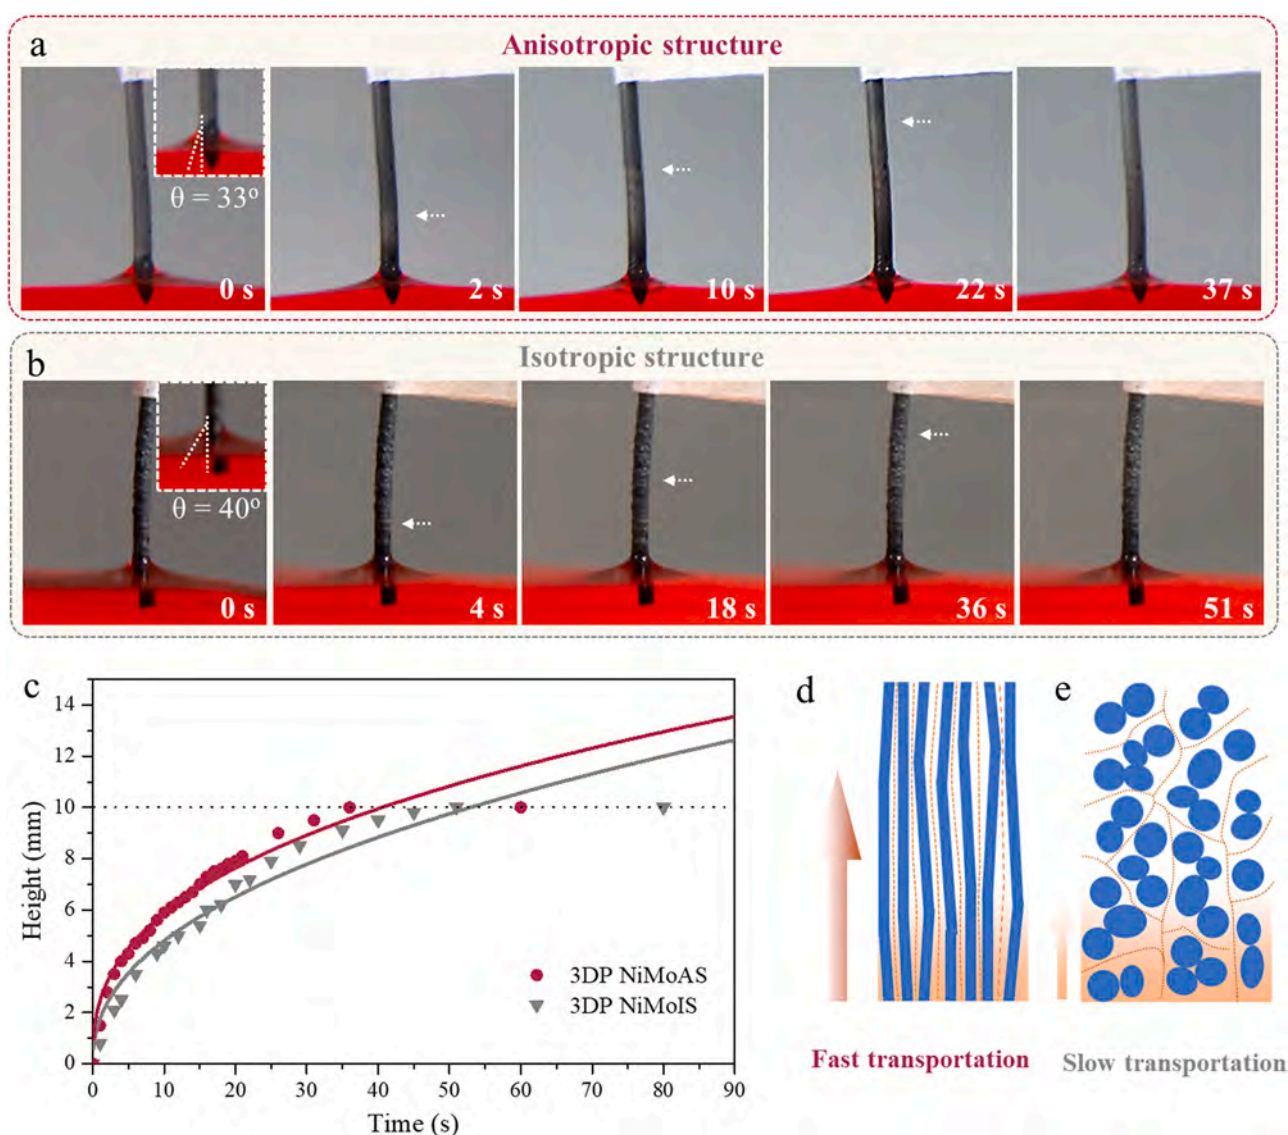 a
Anisotropic structure
θ = 33°
0 s
2 s
10 s
22 s
37 s
b
Isotropic structure
θ = 40°
0 s
4 s
18 s
36 s
51 s
c
14
12
10
8
6
4
2
0
Height (mm)
3DP NiMoAS
3DP NiMoIS
0 10 20 30 40 50 60 70 80 90
Time (s)
d
Fast transportation
e
Slow transportation